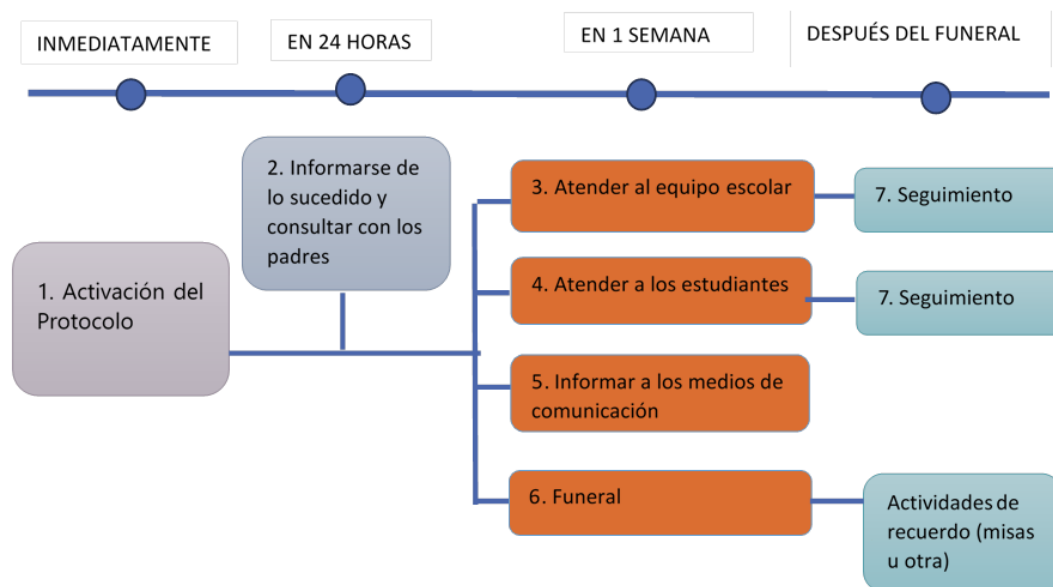 INMEDIATAMENTE
EN 24 HORAS
EN 1 SEMANA
DESPUÉS DEL FUNERAL
1. Activación del
Protocolo
2. Informarse de
lo sucedido y
consultar con los
padres
3. Atender al equipo escolar
7. Seguimiento
4. Atender a los estudiantes
7. Seguimiento
5. Informar a los medios de
comunicación
6. Funeral
Actividades de
recuerdo (misas
u otra)